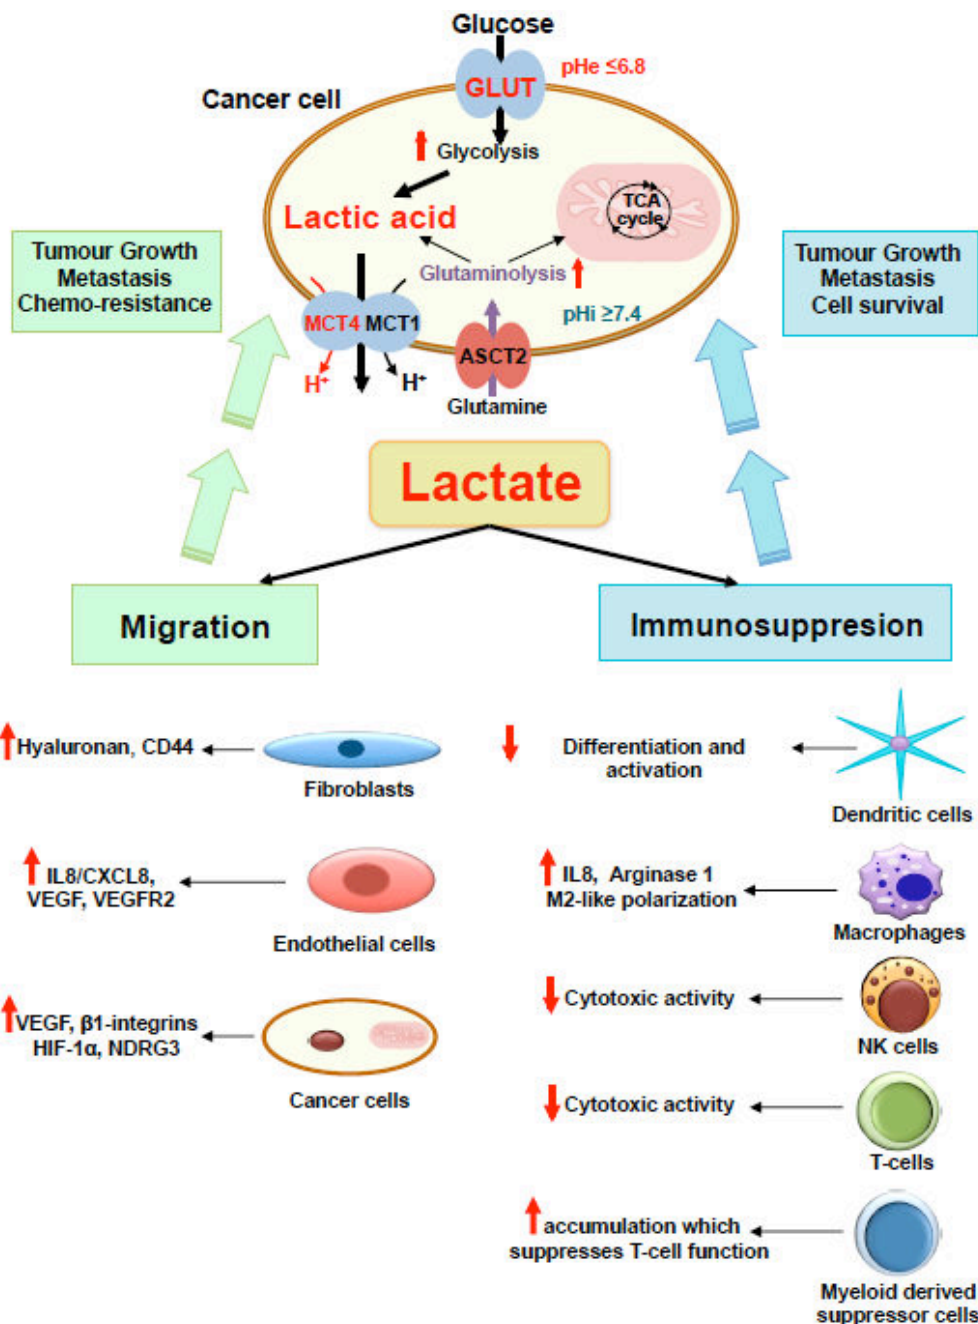 Glucose
GLUT
pHe ≤6.8
Cancer cell
Glycolysis
Lactic acid
TCA
cycle
Glutaminolysis
pHi ≥7.4
MCT4 MCT1
ASCT2
H⁺
H⁺
Glutamine
Tumour Growth
Metastasis
Chemo-resistance
Tumour Growth
Metastasis
Cell survival
Lactate
Migration
Immunosuppresion
Hyaluronan, CD44
Fibroblasts
IL8/CXCL8,
VEGF, VEGFR2
Endothelial cells
VEGF, β1-integrins
HIF-1α, NDRG3
Cancer cells
Differentiation and
activation
Dendritic cells
IL8, Arginase 1
M2-like polarization
Macrophages
Cytotoxic activity
NK cells
Cytotoxic activity
T-cells
accumulation which
suppresses T-cell function
Myeloid derived
suppressor cells